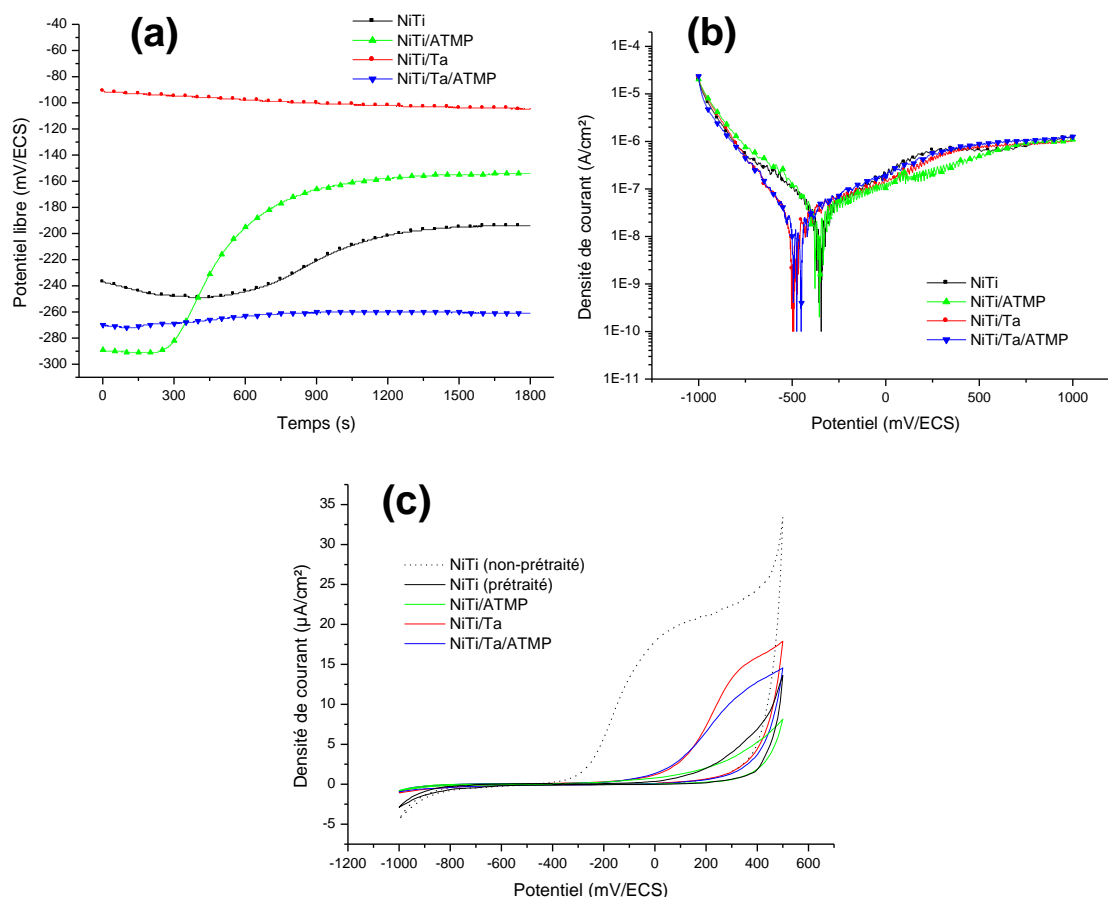 (a)
NiTi
NiTi/ATMP
NiTi/Ta
NiTi/Ta/ATMP
-40
-60
-80
-100
-120
-140
-160
-180
-200
-220
-240
-260
-280
-300
Potentiel libre (mV/ECS)
0 300 600 900 1200 1500 1800
Temps (s)
(b)
1E-4
1E-5
1E-6
1E-7
1E-8
1E-9
1E-10
1E-11
Densité de courant (A/cm²)
NiTi
NiTi/ATMP
NiTi/Ta
NiTi/Ta/ATMP
-1000 -500 0 500 1000
Potentiel (mV/ECS)
(c)
35
30
25
20
15
10
5
0
-5
Densité de courant (µA/cm²)
NiTi (non-prétraité)
NiTi (prétraité)
NiTi/ATMP
NiTi/Ta
NiTi/Ta/ATMP
-1200 -1000 -800 -600 -400 -200 0 200 400 600
Potentiel (mV/ECS)